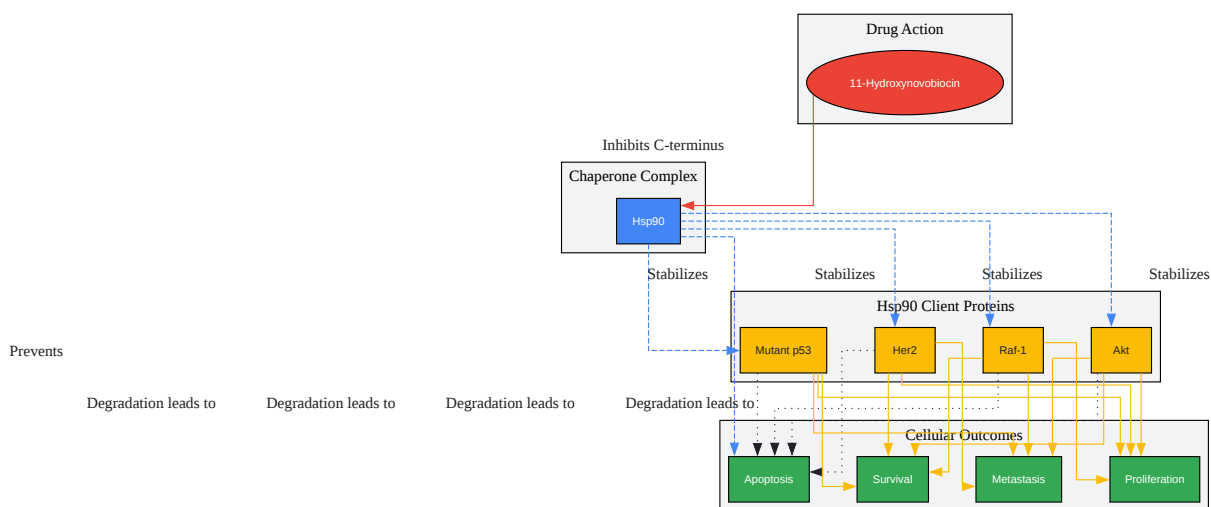 Drug Action
11-Hydroxynovobiocin
Inhibits C-terminus
Chaperone Complex
Hsp90
Stabilizes
Stabilizes
Stabilizes
Stabilizes
Hsp90 Client Proteins
Mutant p53
Her2
Raf-1
Akt
Prevents
Degradation leads to
Degradation leads to
Degradation leads to
Degradation leads to
Cellular Outcomes
Apoptosis
Survival
Metastasis
Proliferation